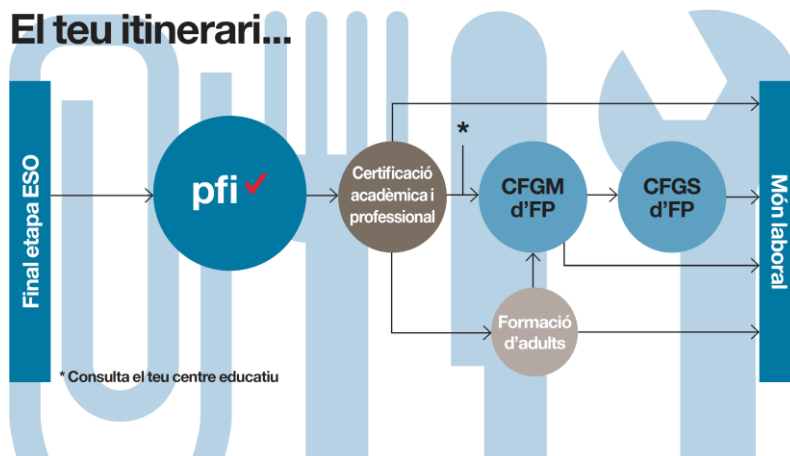 El teu itinerari...
Final etapa ESO
pfi
Certificació
acadèmica i
professional
*
CFGM
d'FP
CFGS
d'FP
Formació
d'adults
Món laboral
* Consulta el teu centre educatiu